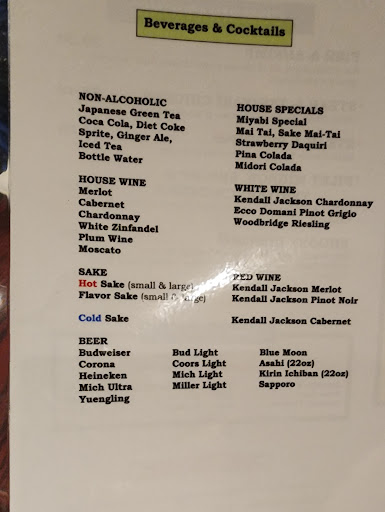 Beverages & Cocktails
NON-ALCOHOLIC
Japanese Green Tea
Coca Cola, Diet Coke
Sprite, Ginger Ale,
Iced Tea
Bottle Water
HOUSE SPECIALS
Miyabi Special
Mai Tai, Sake Mai-Tai
Strawberry Daquiri
Pina Colada
Midori Colada
HOUSE WINE
Merlot
Cabernet
Chardonnay
White Zinfandel
Plum Wine
Moscato
WHITE WINE
Kendall Jackson Chardonnay
Ecco Domani Pinot Grigio
Woodbridge Riesling
SAKE
Hot Sake (small & large)
Flavor Sake (small & large)
Cold Sake
RED WINE
Kendall Jackson Merlot
Kendall Jackson Pinot Noir
Kendall Jackson Cabernet
BEER
Budweiser
Corona
Heineken
Mich Ultra
Yuengling
Bud Light
Coors Light
Mich Light
Miller Light
Blue Moon
Asahi (22oz)
Kirin Ichiban (22oz)
Sapporo